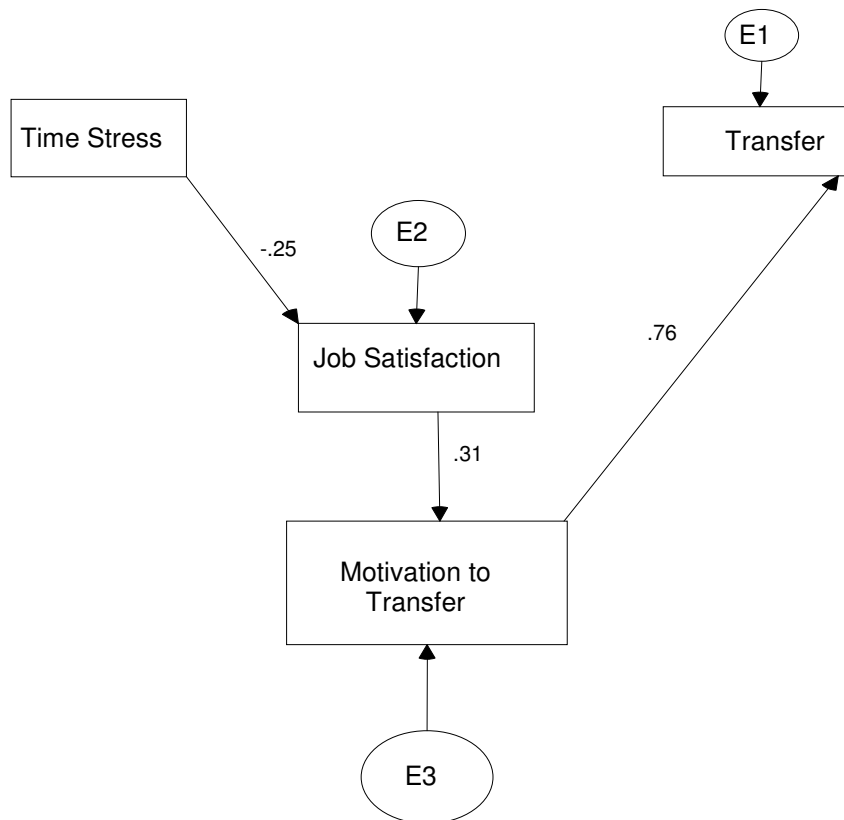 E1
Time Stress
Transfer
E2
-.25
.76
Job Satisfaction
.31
Motivation to
Transfer
E3